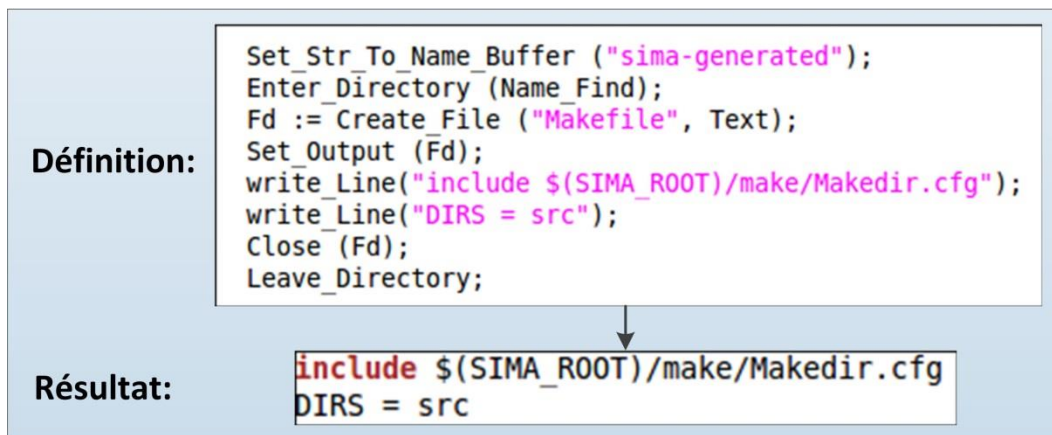 Définition:
Set_Str_To_Name_Buffer ("sima-generated");
Enter_Directory (Name_Find);
Fd := Create_File ("Makefile", Text);
Set_Output (Fd);
write_Line("include $(SIMA_ROOT)/make/Makedir.cfg");
write_Line("DIRS = src");
Close (Fd);
Leave_Directory;
Résultat:
include $(SIMA_ROOT)/make/Makedir.cfg
DIRS = src